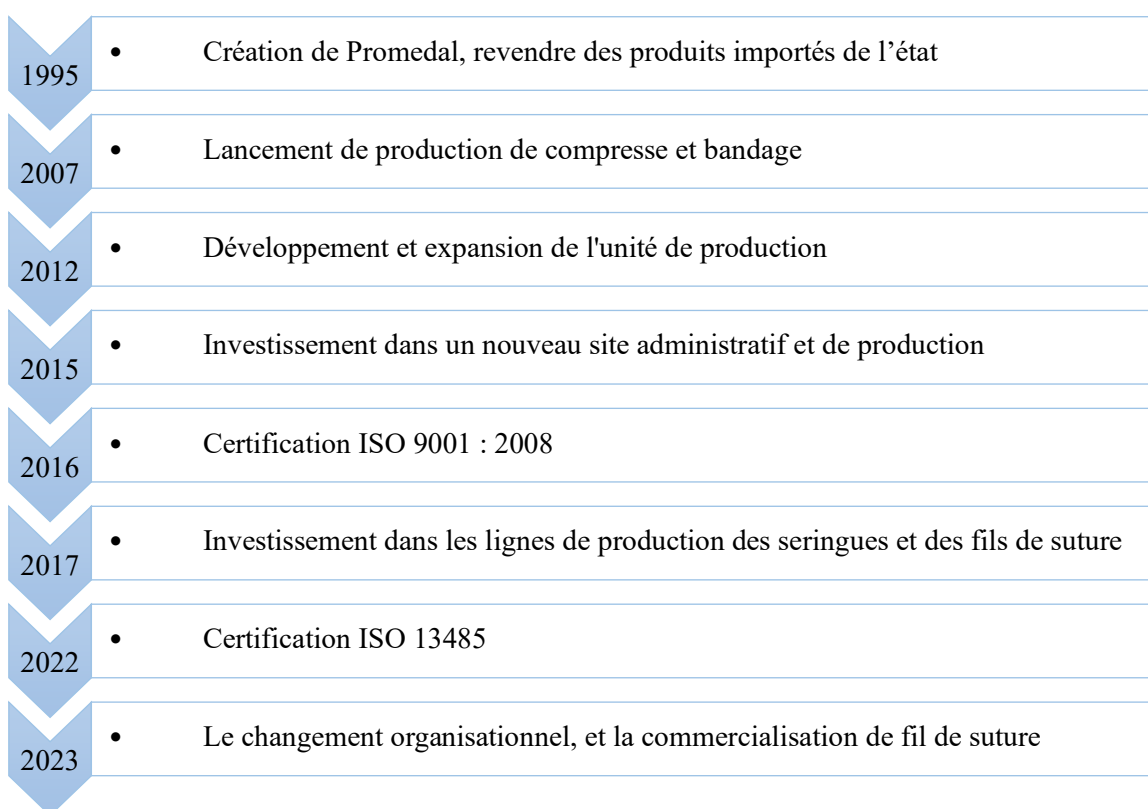 1995
• Création de Promedal, revendre des produits importés de l’état
2007
• Lancement de production de compresse et bandage
2012
• Développement et expansion de l'unité de production
2015
• Investissement dans un nouveau site administratif et de production
2016
• Certification ISO 9001 : 2008
2017
• Investissement dans les lignes de production des seringues et des fils de suture
2022
• Certification ISO 13485
2023
• Le changement organisationnel, et la commercialisation de fil de suture